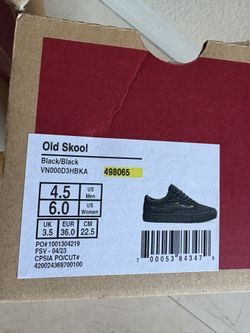 Old Skool
Black/Black
VN000D3HBKA 498065
4.5 US Men
6.0 US Women
UK EUR CM
3.5 36.0 22.5
PO#1001304219
FSV - 04/23
CPSIA PO/CUT#
420024369700100
7 00053 84347 8